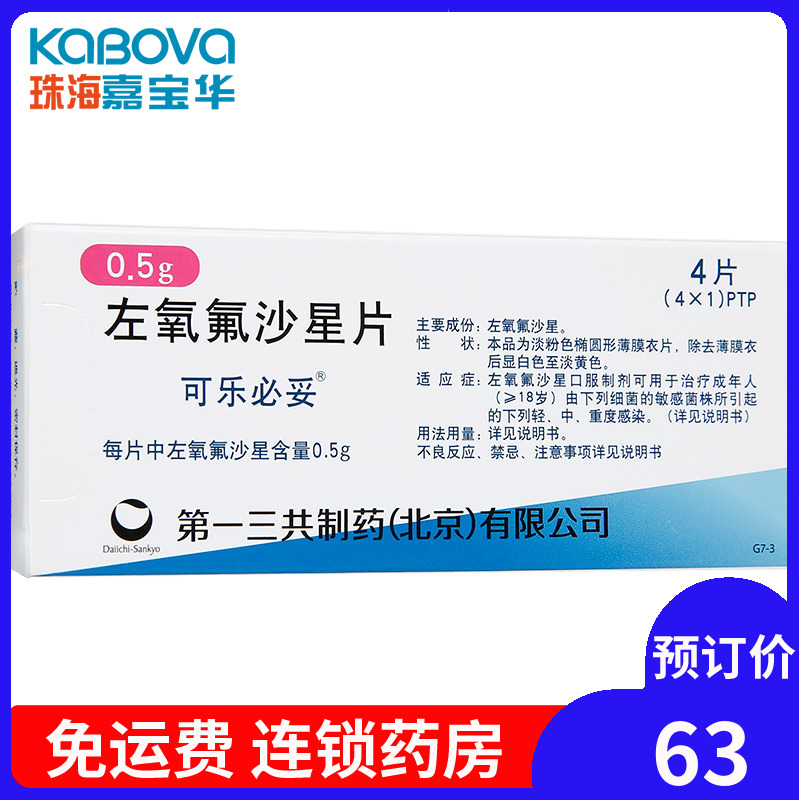 KaBOVa
珠海嘉宝华
0.5g
左氧氟沙星片
可乐必妥®
每片中左氧氟沙星含量0.5g
4片
(4×1)PTP
主要成份：左氧氟沙星。
性 状：本品为淡粉色椭圆形薄膜衣片，除去薄膜衣
后显白色至淡黄色。
适 应 症：左氧氟沙星口服制剂可用于治疗成年人
（≥18岁）由下列细菌的敏感菌株所引起
的下列轻、中、重度感染。（详见说明书）
用法用量：详见说明书。
不良反应、禁忌、注意事项详见说明书
Daiichi-Sankyo
第一三共制药(北京)有限公司
G7-3
预订价
63
免运费 连锁药房